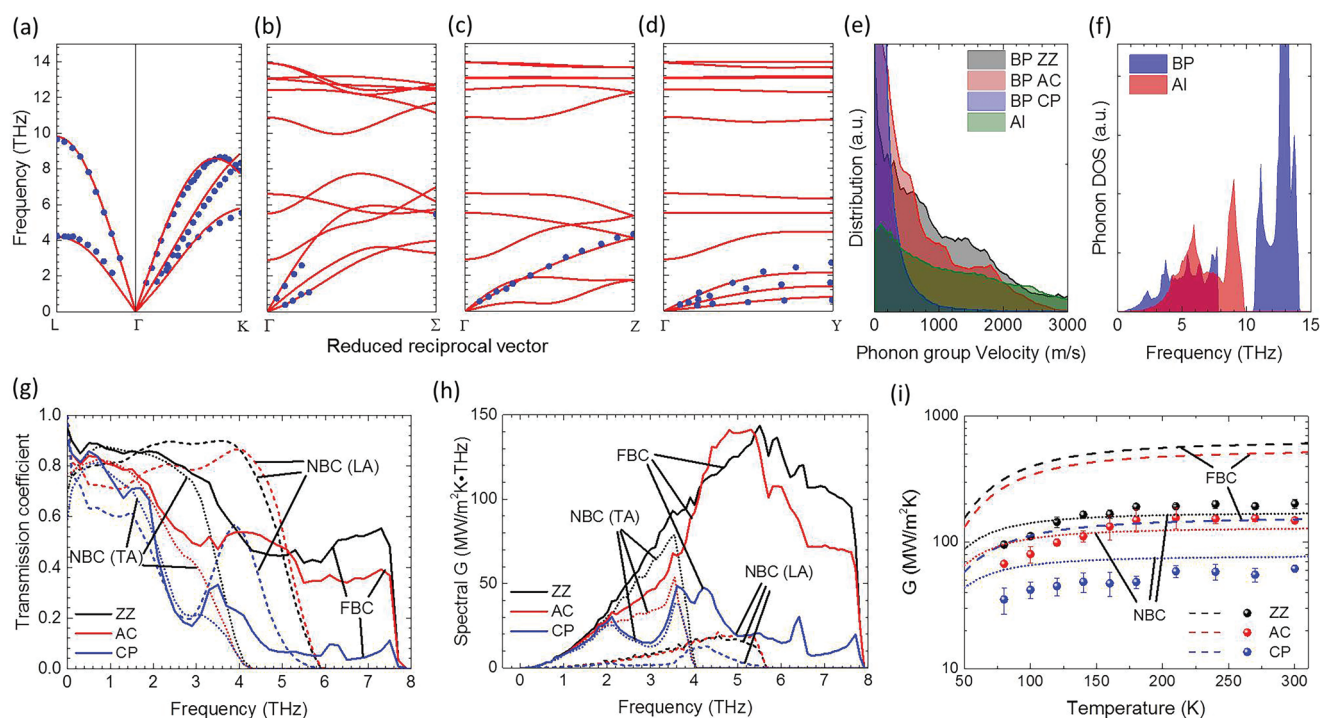 (a)
(b)
(c)
(d)
(e)
(f)
14
12
10
8
6
4
2
0
Frequency (THz)
L
Γ
K
Γ
Σ
Γ
Z
Γ
Y
Reduced reciprocal vector
BP ZZ
BP AC
BP CP
Al
Distribution (a.u.)
0 1000 2000 3000
Phonon group Velocity (m/s)
BP
Al
Phonon DOS (a.u.)
0 5 10 15
Frequency (THz)
(g)
1.0
0.8
0.6
0.4
0.2
0.0
Transmission coefficient
NBC (LA)
NBC (TA)
FBC
ZZ
AC
CP
0 1 2 3 4 5 6 7 8
Frequency (THz)
(h)
150
100
50
0
Spectral G (MW/m²K•THz)
FBC
NBC (TA)
NBC (LA)
ZZ
AC
CP
0 1 2 3 4 5 6 7 8
Frequency (THz)
(i)
1000
100
10
G (MW/m²K)
FBC
NBC
ZZ
AC
CP
50 100 150 200 250 300
Temperature (K)